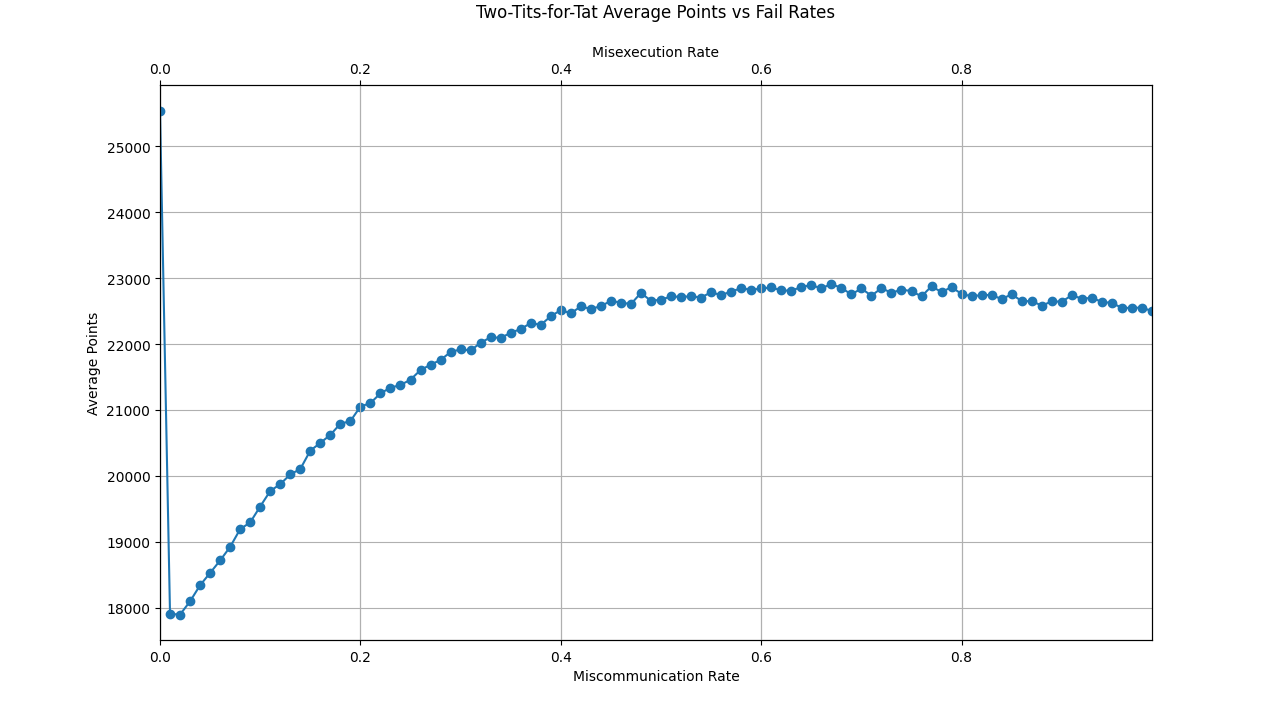 Two-Tits-for-Tat Average Points vs Fail Rates
Misexecution Rate
0.0 0.2 0.4 0.6 0.8
25000
24000
23000
22000
21000
20000
19000
18000
Average Points
0.0 0.2 0.4 0.6 0.8
Miscommunication Rate